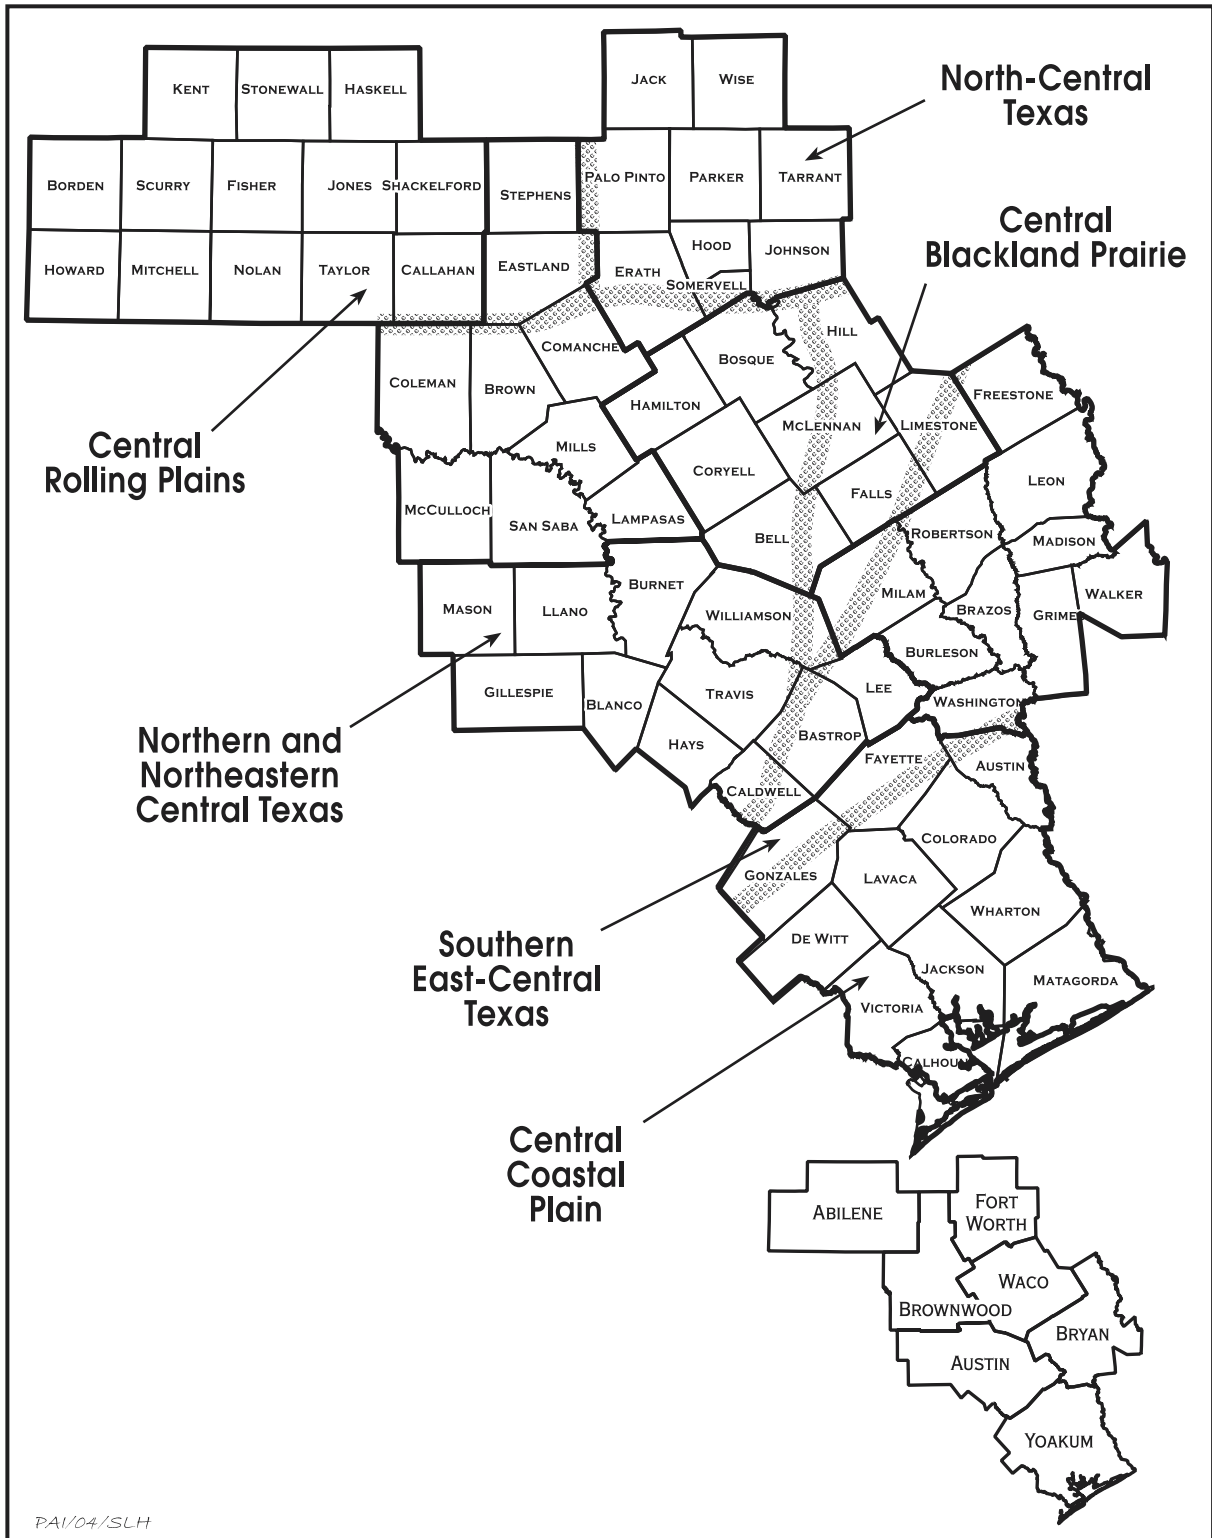 KENT
STONEWALL
HASKELL
JACK
WISE
North-Central
Texas
BORDEN
SCURRY
FISHER
JONES
SHACKELFORD
STEPHENS
PALO PINTO
PARKER
TARRANT
Central
Blackland Prairie
HOWARD
MITCHELL
NOLAN
TAYLOR
CALLAHAN
EASTLAND
ERATH
HOOD
SOMERVELL
JOHNSON
COLEMAN
BROWN
COMANCHE
BOSQUE
HILL
FREESTONE
Central
Rolling Plains
MILLS
HAMILTON
MCLENNAN
LIMESTONE
MCCULLOCH
SAN SABA
LAMPASAS
CORYELL
FALLS
LEON
BELL
ROBERTSON
MADISON
MASON
LLANO
BURNET
WILLIAMSON
MILAM
BRAZOS
GRIME
WALKER
GILLESPIE
BLANCO
TRAVIS
LEE
BURLESON
WASHINGTON
Northern and
Northeastern
Central Texas
HAYS
BASTROP
FAYETTE
AUSTIN
CALDWELL
COLORADO
GONZALES
LAVACA
WHARTON
Southern
East-Central
Texas
DE WITT
JACKSON
MATAGORDA
VICTORIA
CALHOUN
Central
Coastal
Plain
ABILENE
FORT
WORTH
WACO
BROWNWOOD
BRYAN
AUSTIN
YOAKUM
PAI/04/SLH